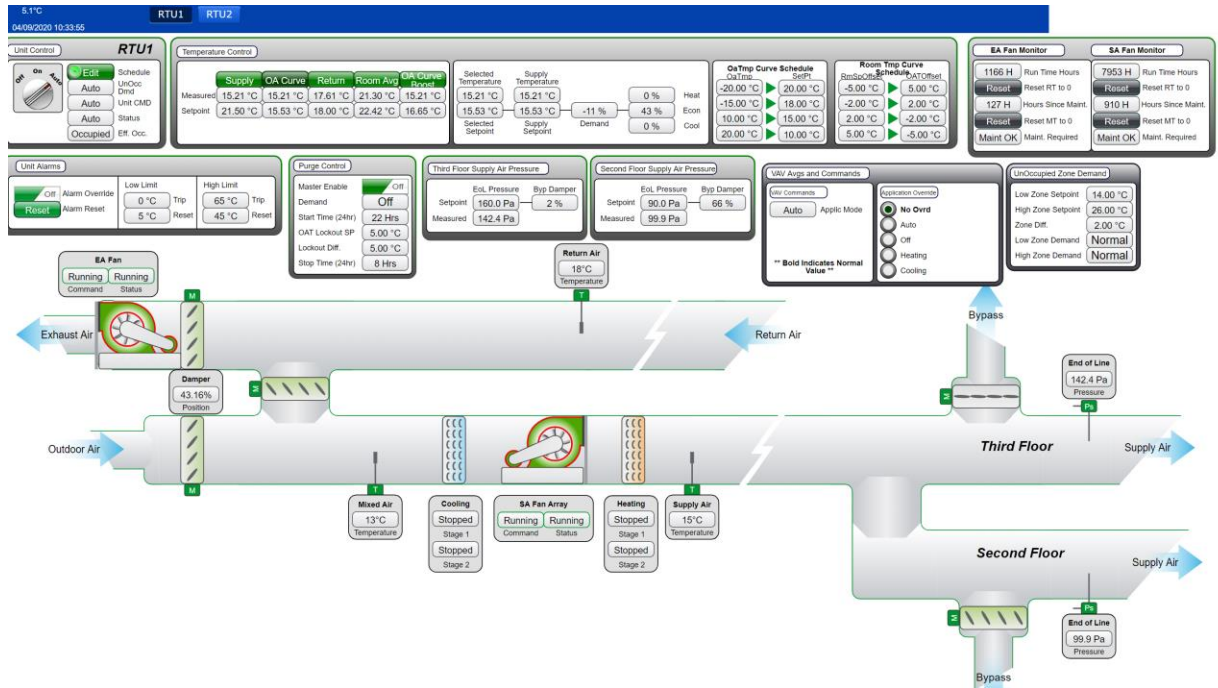 5.1°C
RTU1 RTU2
04/09/2020 10:33:55
Unit Control RTU1
Off On Auto
Edit Schedule
Auto UnOcc Dmd
Auto Unit CMD
Auto Status
Occupied Eff. Occ.
Temperature Control
Supply OA Curve Return Room Avg OA Curve Boost
Measured 15.21 °C 15.21 °C 17.61 °C 21.30 °C 15.21 °C
Setpoint 21.50 °C 15.53 °C 18.00 °C 22.42 °C 16.65 °C
Selected Temperature Supply Temperature
15.21 °C 15.21 °C 0 % Heat
15.53 °C 15.53 °C -11 % 43 % Econ
Selected Setpoint Supply Setpoint Demand 0 % Cool
OaTmp Curve Schedule
OaTmp SetPt
-20.00 °C 20.00 °C
-15.00 °C 18.00 °C
10.00 °C 15.00 °C
20.00 °C 10.00 °C
Room Tmp Curve Schedule
RmSpOffset OATOffset
-5.00 °C 5.00 °C
-2.00 °C 2.00 °C
2.00 °C -2.00 °C
5.00 °C -5.00 °C
EA Fan Monitor
1166 H Run Time Hours
Reset Reset RT to 0
127 H Hours Since Maint.
Reset Reset MT to 0
Maint OK Maint. Required
SA Fan Monitor
7953 H Run Time Hours
Reset Reset RT to 0
910 H Hours Since Maint.
Reset Reset MT to 0
Maint OK Maint. Required
Unit Alarms
Off Alarm Override
Reset Alarm Reset
Low Limit
0 °C Trip
5 °C Reset
High Limit
65 °C Trip
45 °C Reset
Purge Control
Master Enable Off
Demand Off
Start Time (24hr) 22 Hrs
OAT Lockout SP 5.00 °C
Lockout Diff. 5.00 °C
Stop Time (24hr) 8 Hrs
Third Floor Supply Air Pressure
EoL Pressure Byp Damper
Setpoint 160.0 Pa 2 %
Measured 142.4 Pa
Second Floor Supply Air Pressure
EoL Pressure Byp Damper
Setpoint 90.0 Pa 66 %
Measured 99.9 Pa
VAV Avgs and Commands
VAV Commands
Auto Applic Mode
** Bold Indicates Normal
Value **
Application Override
No Ovrd
Auto
Off
Heating
Cooling
UnOccupied Zone Demand
Low Zone Setpoint 14.00 °C
High Zone Setpoint 26.00 °C
Zone Diff. 2.00 °C
Low Zone Demand Normal
High Zone Demand Normal
EA Fan
Running Running
Command Status
M
Return Air
18°C
Temperature
T
Exhaust Air
Return Air
Bypass
Damper
43.16%
Position
M
M
End of Line
142.4 Pa
Pressure
Ps
Outdoor Air
Third Floor
Supply Air
M
T
T
Mixed Air
13°C
Temperature
Cooling
Stopped
Stage 1
Stopped
Stage 2
SA Fan Array
Running Running
Command Status
Heating
Stopped
Stage 1
Stopped
Stage 2
Supply Air
15°C
Temperature
Second Floor
Supply Air
M
Ps
End of Line
99.9 Pa
Pressure
Bypass